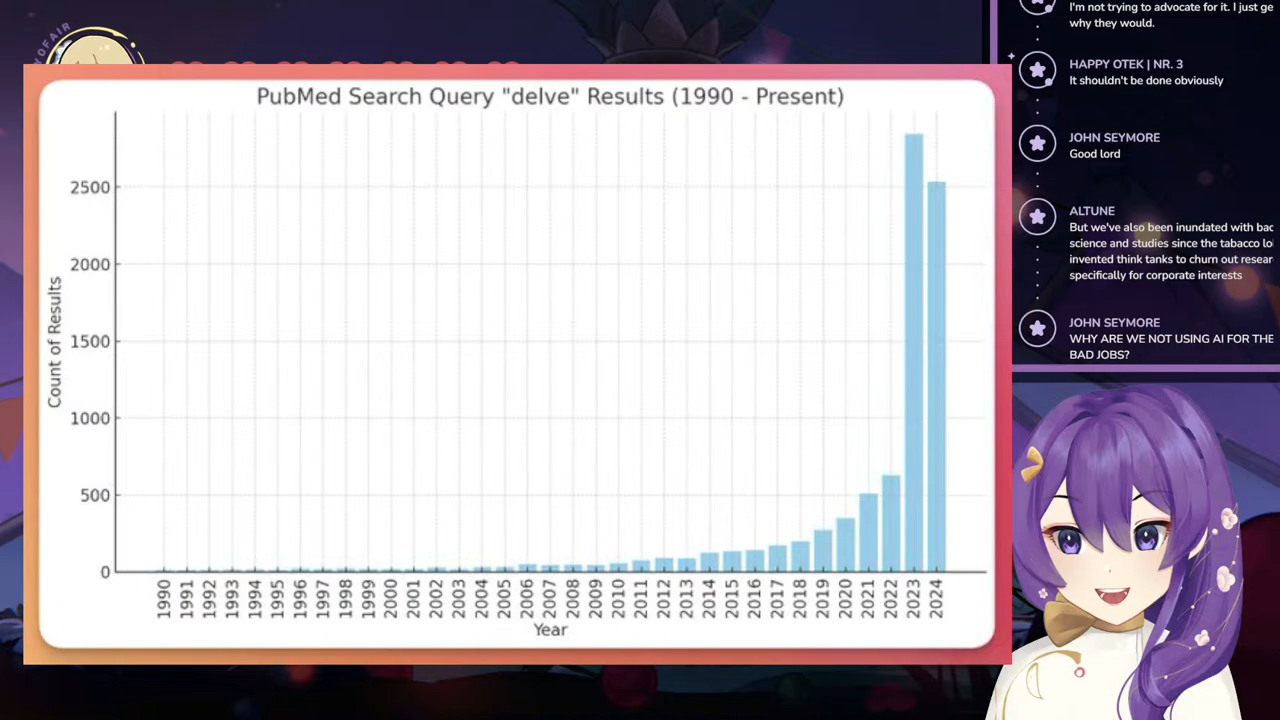 OFAIR
PubMed Search Query "delve" Results (1990 - Present)
Count of Results
2500
2000
1500
1000
500
0
1990 1991 1992 1993 1994 1995 1996 1997 1998 1999 2000 2001 2002 2003 2004 2005 2006 2007 2008 2009 2010 2011 2012 2013 2014 2015 2016 2017 2018 2019 2020 2021 2022 2023 2024
Year
I'm not trying to advocate for it. I just ge
why they would.
HAPPY OTEK | NR. 3
It shouldn't be done obviously
JOHN SEYMORE
Good lord
ALTUNE
But we've also been inundated with bad
science and studies since the tabacco lo
invented think tanks to churn out resear
specifically for corporate interests
JOHN SEYMORE
WHY ARE WE NOT USING AI FOR THE
BAD JOBS?